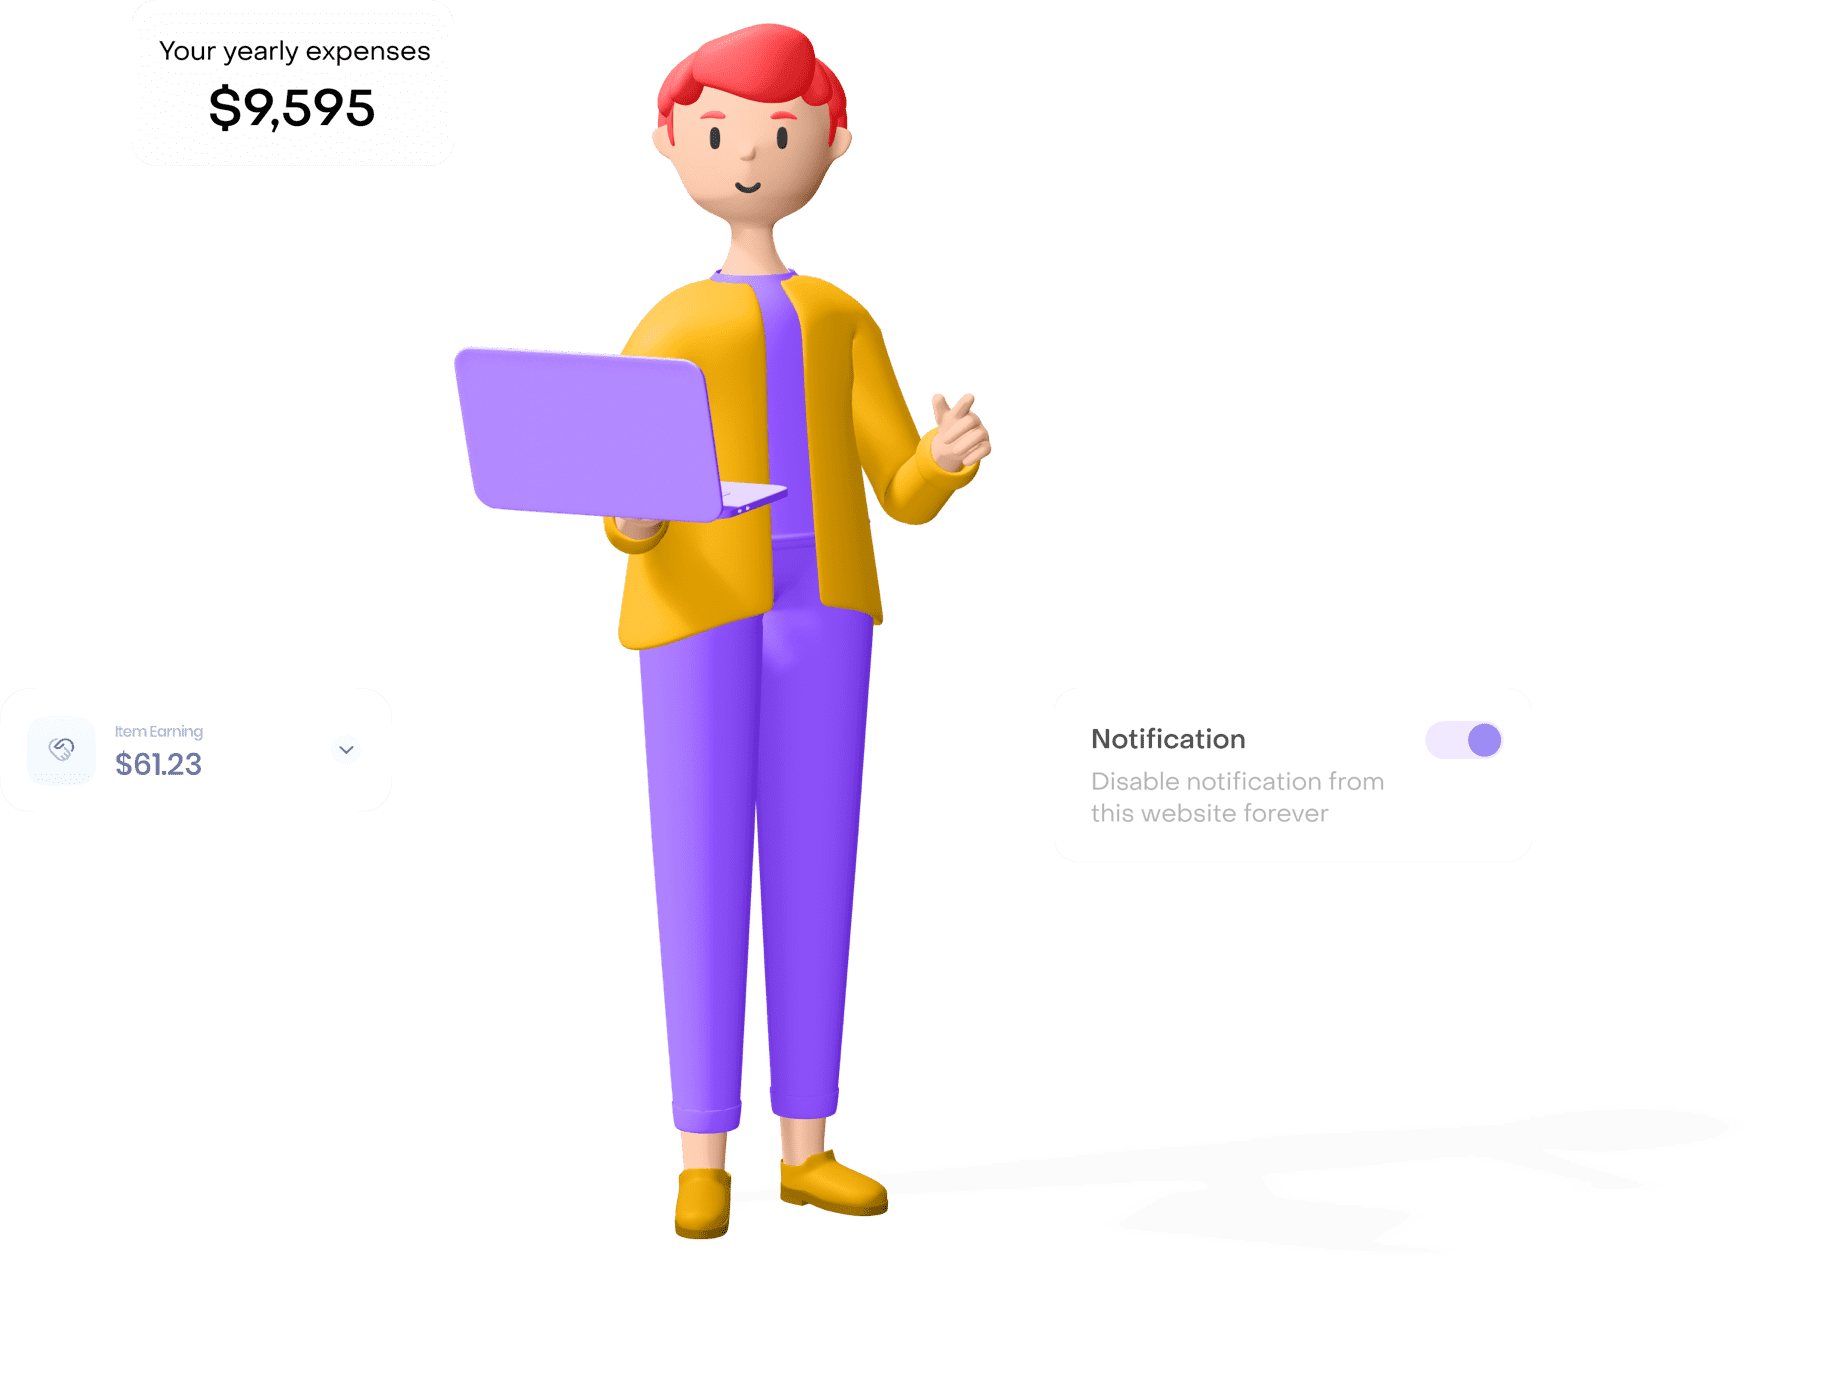 Your yearly expenses
$9,595
Item Earning
$61.23
Notification
Disable notification from
this website forever